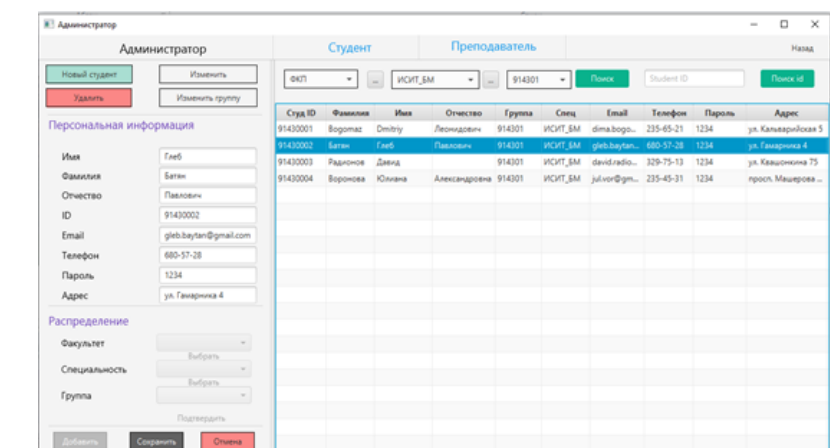 Администратор
Администратор Студент Преподаватель Назад
Новый студент Изменить
Удалить Изменить группу
ФКП ... ИСИТ_БМ ... 914301 Поиск Student ID Поиск id
Персональная информация
Имя Глеб
Фамилия Батян
Отчество Павлович
ID 91430002
Email gleb.baytan@gmail.com
Телефон 680-57-28
Пароль 1234
Адрес ул. Гамарника 4
Распределение
Факультет
Выбрать
Специальность
Выбрать
Группа
Подтвердить
Добавить Сохранить Отмена
Студ ID Фамилия Имя Отчество Группа Спец Email Телефон Пароль Адрес
91430001 Bogomaz Dmitriy Леонидович 914301 ИСИТ_БМ dima.bogo... 235-65-21 1234 ул. Кальварийская 5
91430002 Батян Глеб Павлович 914301 ИСИТ_БМ gleb.baytan... 680-57-28 1234 ул. Гамарника 4
91430003 Радионов Давид 914301 ИСИТ_БМ david.radio... 329-75-13 1234 ул. Квашонкина 75
91430004 Воронова Юлиана Александровна 914301 ИСИТ_БМ jul.vor@gm... 235-45-31 1234 просп. Машерова ...